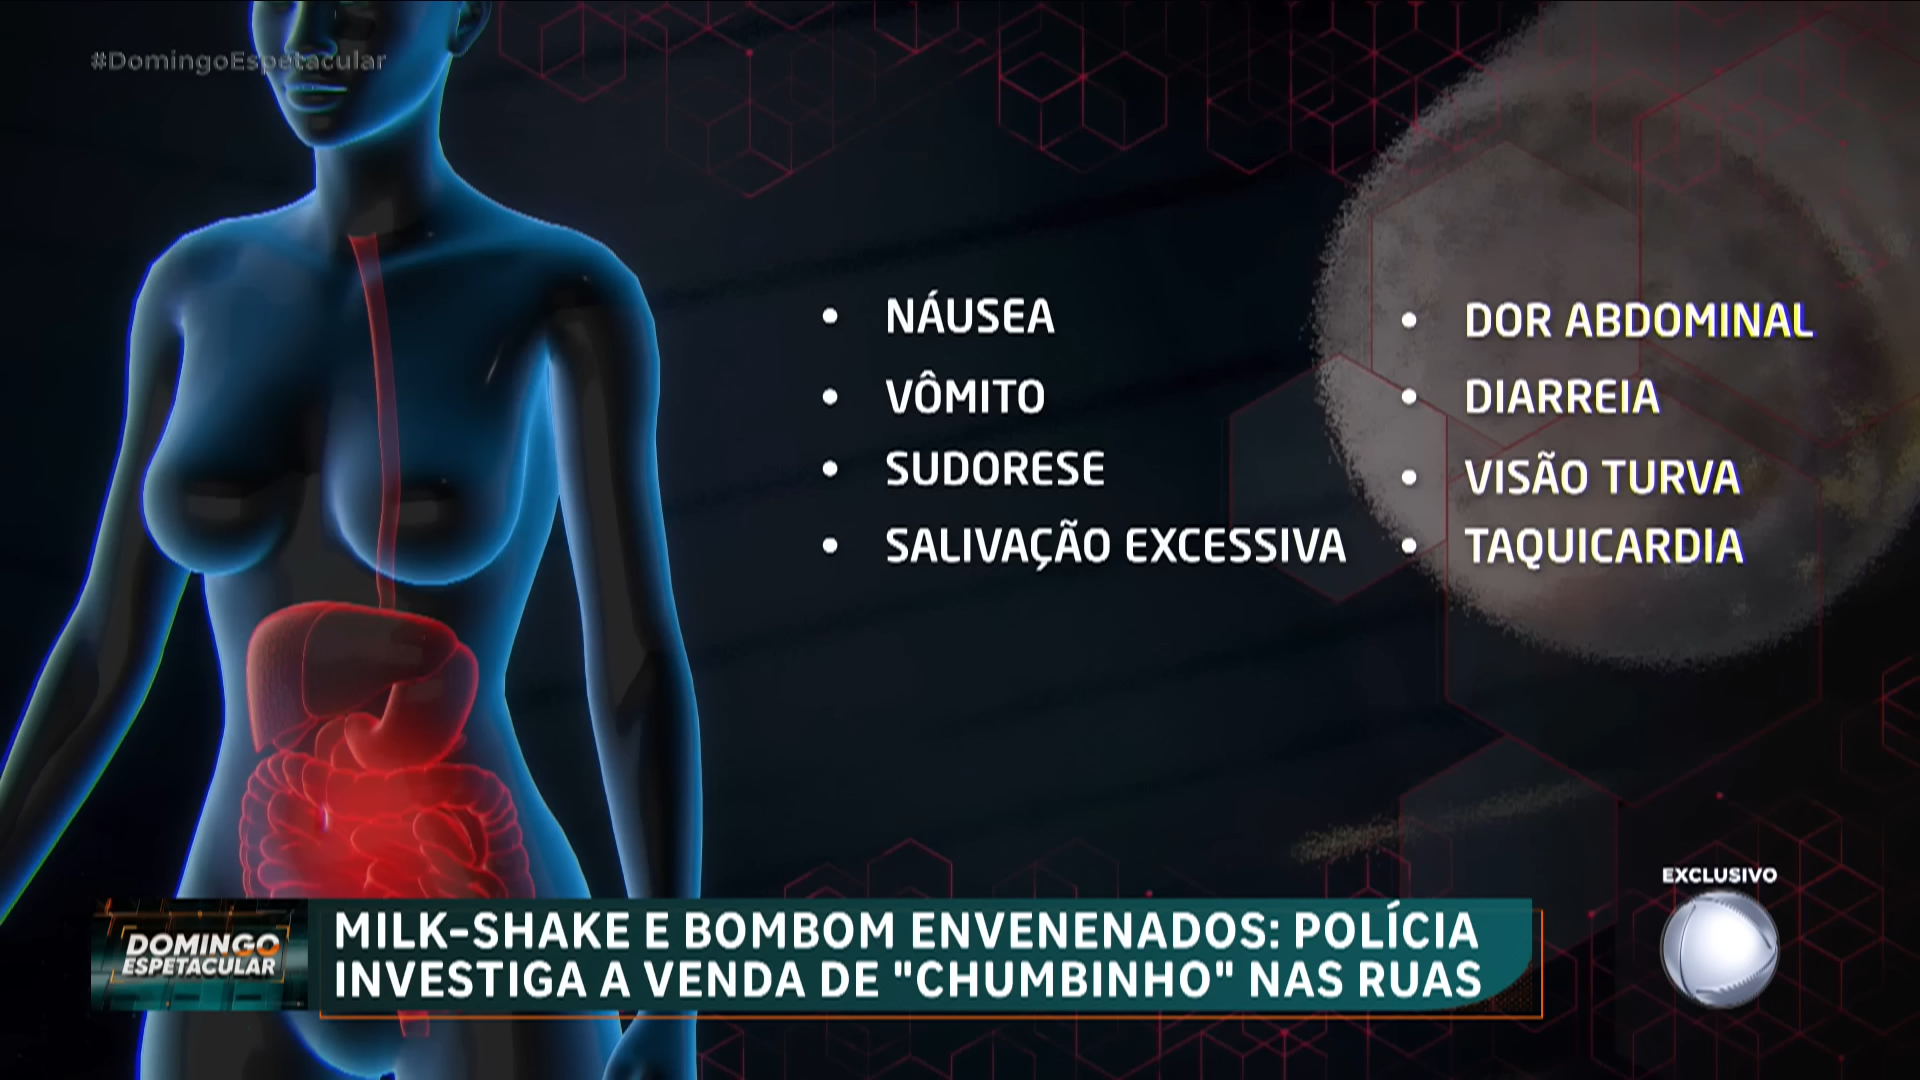 #DomingoEspetacular
• NÁUSEA
• VÔMITO
• SUDORESE
• SALIVAÇÃO EXCESSIVA
• DOR ABDOMINAL
• DIARREIA
• VISÃO TURVA
• TAQUICARDIA
EXCLUSIVO
DOMINGO
ESPETACULAR
MILK-SHAKE E BOMBOM ENVENENADOS: POLÍCIA
INVESTIGA A VENDA DE "CHUMBINHO" NAS RUAS